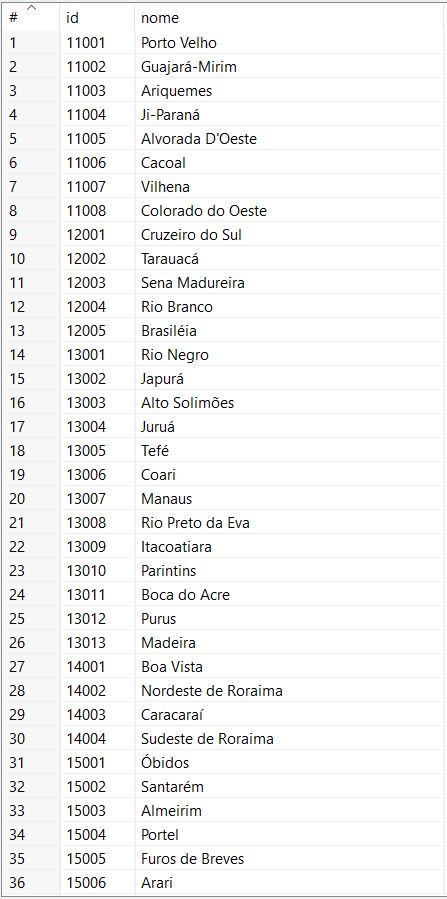 # id nome
1 11001 Porto Velho
2 11002 Guajará-Mirim
3 11003 Ariquemes
4 11004 Ji-Paraná
5 11005 Alvorada D'Oeste
6 11006 Cacoal
7 11007 Vilhena
8 11008 Colorado do Oeste
9 12001 Cruzeiro do Sul
10 12002 Tarauacá
11 12003 Sena Madureira
12 12004 Rio Branco
13 12005 Brasiléia
14 13001 Rio Negro
15 13002 Japurá
16 13003 Alto Solimões
17 13004 Juruá
18 13005 Tefé
19 13006 Coari
20 13007 Manaus
21 13008 Rio Preto da Eva
22 13009 Itacoatiara
23 13010 Parintins
24 13011 Boca do Acre
25 13012 Purus
26 13013 Madeira
27 14001 Boa Vista
28 14002 Nordeste de Roraima
29 14003 Caracaraí
30 14004 Sudeste de Roraima
31 15001 Óbidos
32 15002 Santarém
33 15003 Almeirim
34 15004 Portel
35 15005 Furos de Breves
36 15006 Arari